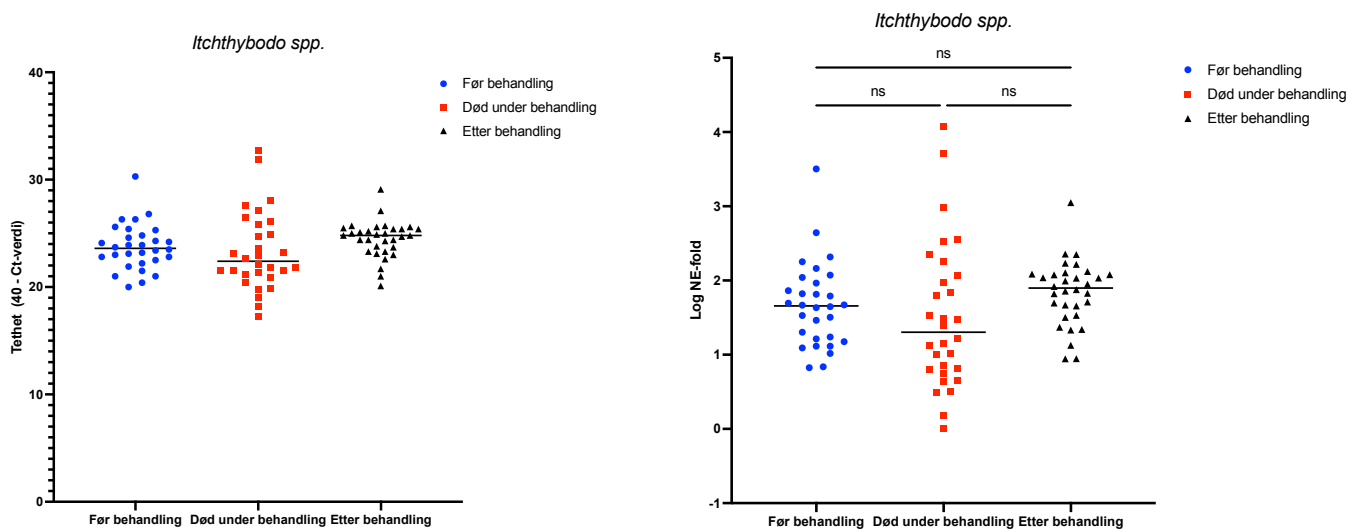 Itchthybodo spp.
Før behandling
Død under behandling
Etter behandling
Tethet (40 - Ct-verdi)
40
30
20
10
0
Før behandling Død under behandling Etter behandling
Itchthybodo spp.
ns
ns ns
Før behandling
Død under behandling
Etter behandling
Log NE-fold
5
4
3
2
1
0
-1
Før behandling Død under behandling Etter behandling